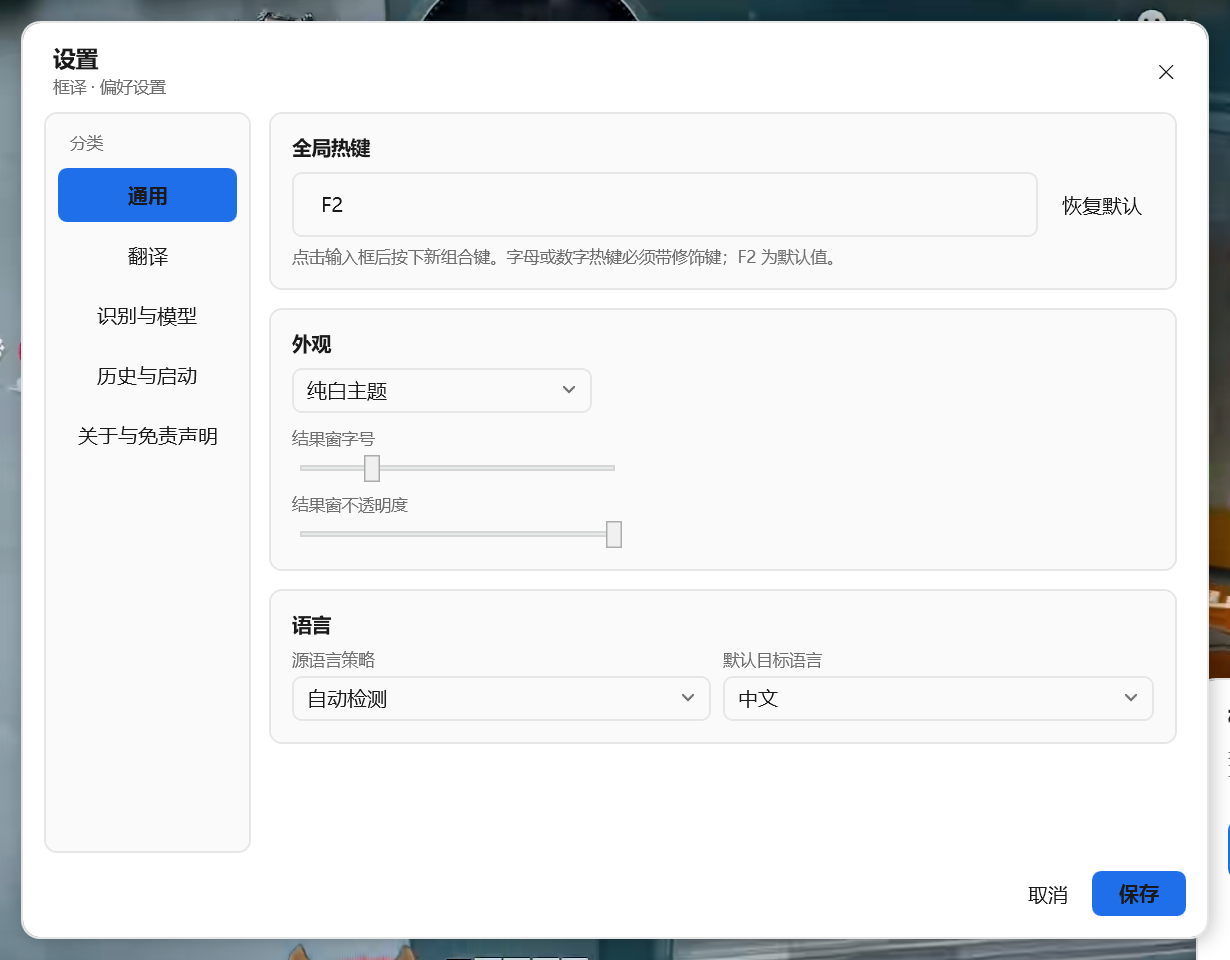 设置
框译 · 偏好设置
分类
通用
翻译
识别与模型
历史与启动
关于与免责声明
全局热键
F2
恢复默认
点击输入框后按下新组合键。字母或数字热键必须带修饰键；F2 为默认值。
外观
纯白主题
结果窗字号
结果窗不透明度
语言
源语言策略
默认目标语言
自动检测
中文
取消
保存